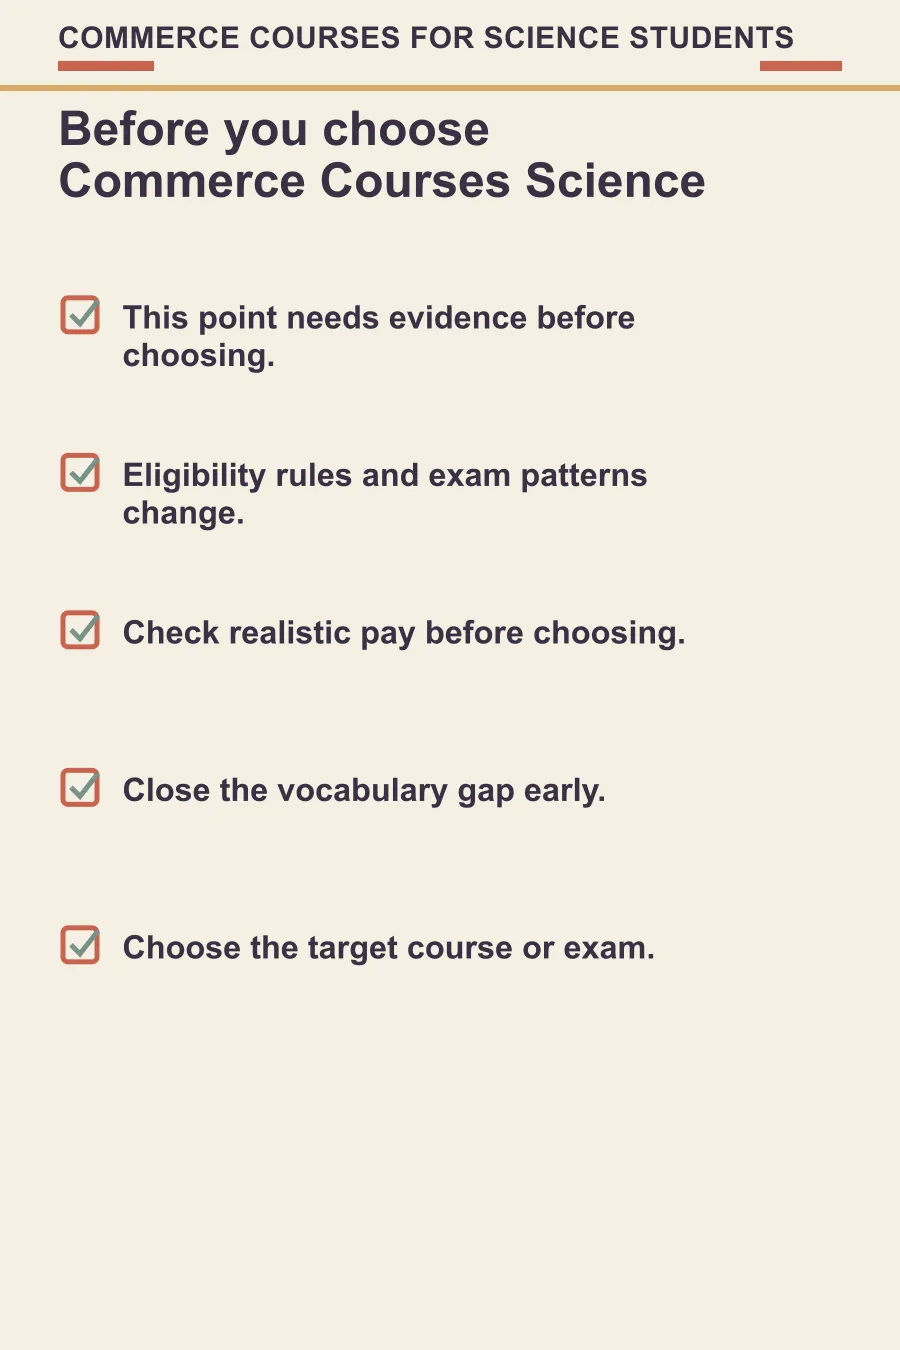 COMMERCE COURSES FOR SCIENCE STUDENTS
Before you choose
Commerce Courses Science
This point needs evidence before
choosing.
Eligibility rules and exam patterns
change.
Check realistic pay before choosing.
Close the vocabulary gap early.
Choose the target course or exam.